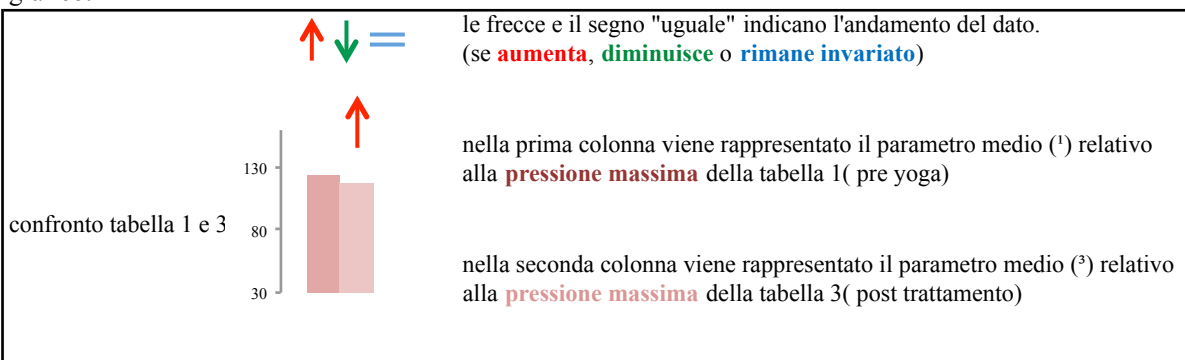 le frecce e il segno "uguale" indicano l'andamento del dato.
(se aumenta, diminuisce o rimane invariato)
nella prima colonna viene rappresentato il parametro medio (¹) relativo
alla pressione massima della tabella 1( pre yoga)
130
confronto tabella 1 e 3
80
nella seconda colonna viene rappresentato il parametro medio (³) relativo
alla pressione massima della tabella 3( post trattamento)
30